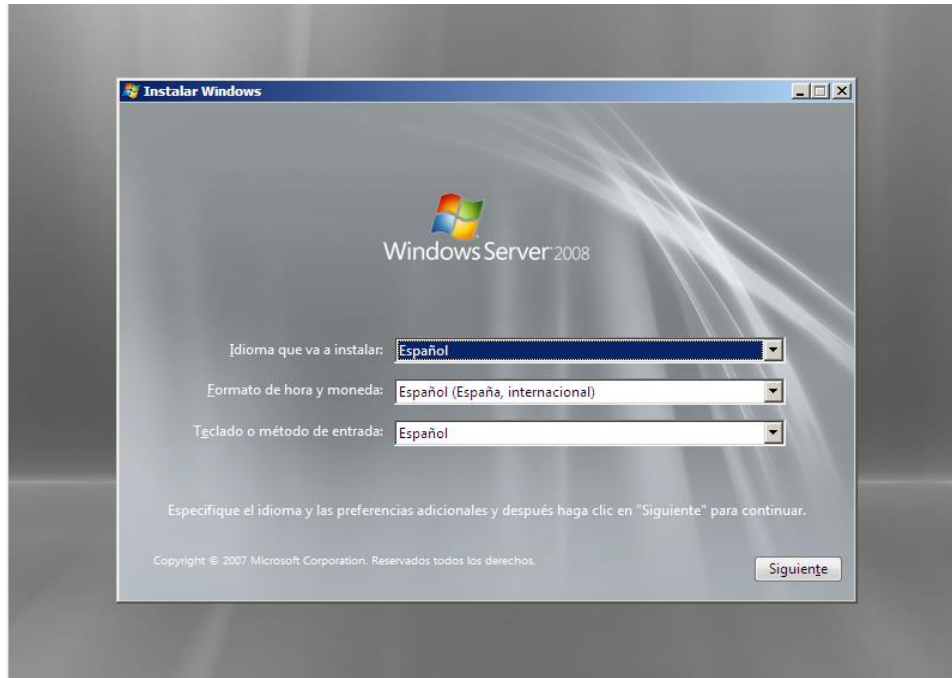 Instalar Windows
Windows Server 2008
Idioma que va a instalar: Español
Formato de hora y moneda: Español (España, internacional)
Teclado o método de entrada: Español
Especifique el idioma y las preferencias adicionales y después haga clic en "Siguiente" para continuar.
Copyright © 2007 Microsoft Corporation. Reservados todos los derechos.
Siguiente